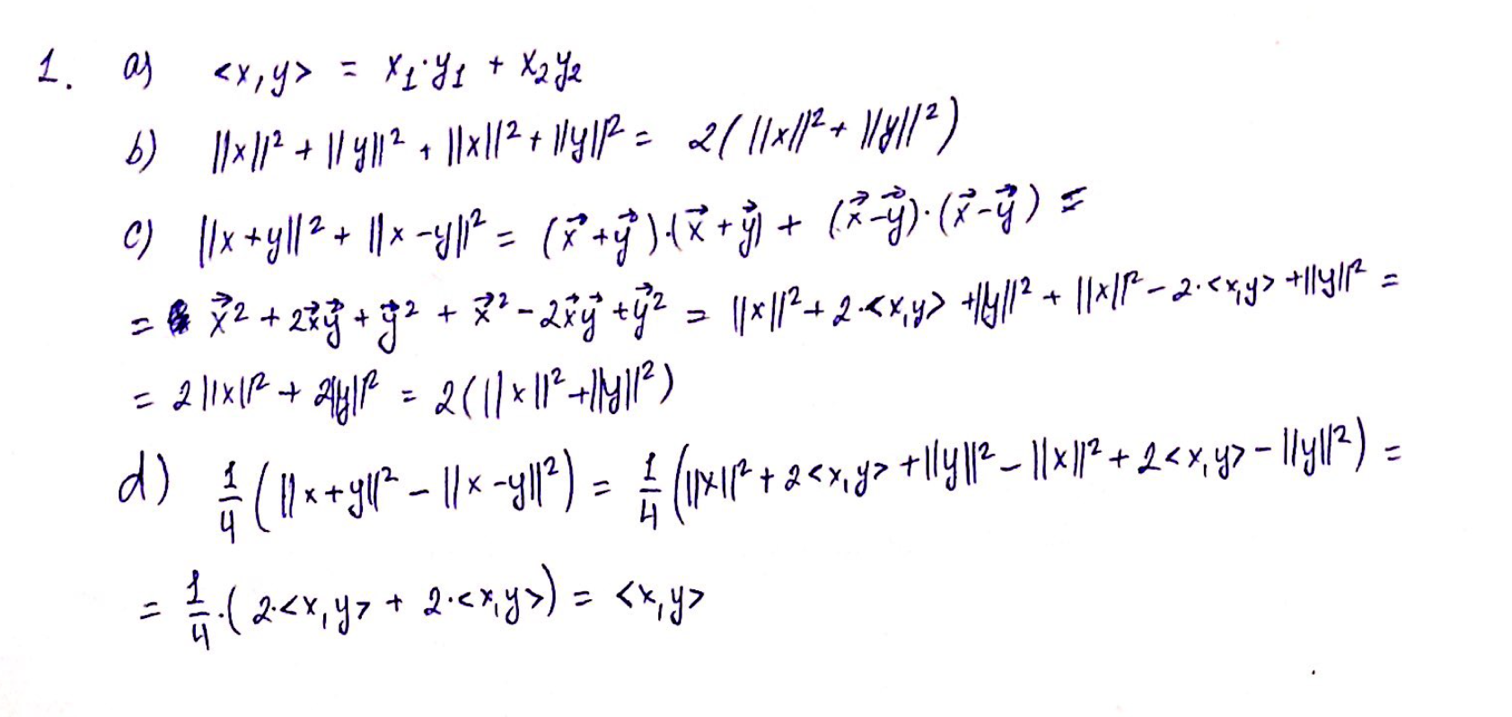 1. a) <x,y> = x₁·y₁ + x₂y₂
b) ||x||² + ||y||² + ||x||² + ||y||² = 2(||x||² + ||y||²)
c) ||x+y||² + ||x-y||² = (x⃗+y⃗)·(x⃗+y⃗) + (x⃗-y⃗)·(x⃗-y⃗) =
= x⃗² + 2x⃗y⃗ + y⃗² + x⃗² - 2x⃗y⃗ + y⃗² = ||x||² + 2·<x,y> + ||y||² + ||x||² - 2·<x,y> + ||y||² =
= 2||x||² + 2||y||² = 2(||x||² + ||y||²)
d) 1/4 (||x+y||² - ||x-y||²) = 1/4 (||x||² + 2<x,y> + ||y||² - ||x||² + 2<x,y> - ||y||²) =
= 1/4·(2·<x,y> + 2·<x,y>) = <x,y>